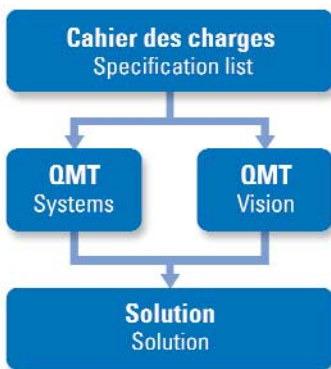 Cahier des charges
Specification list
QMT
Systems
QMT
Vision
Solution
Solution